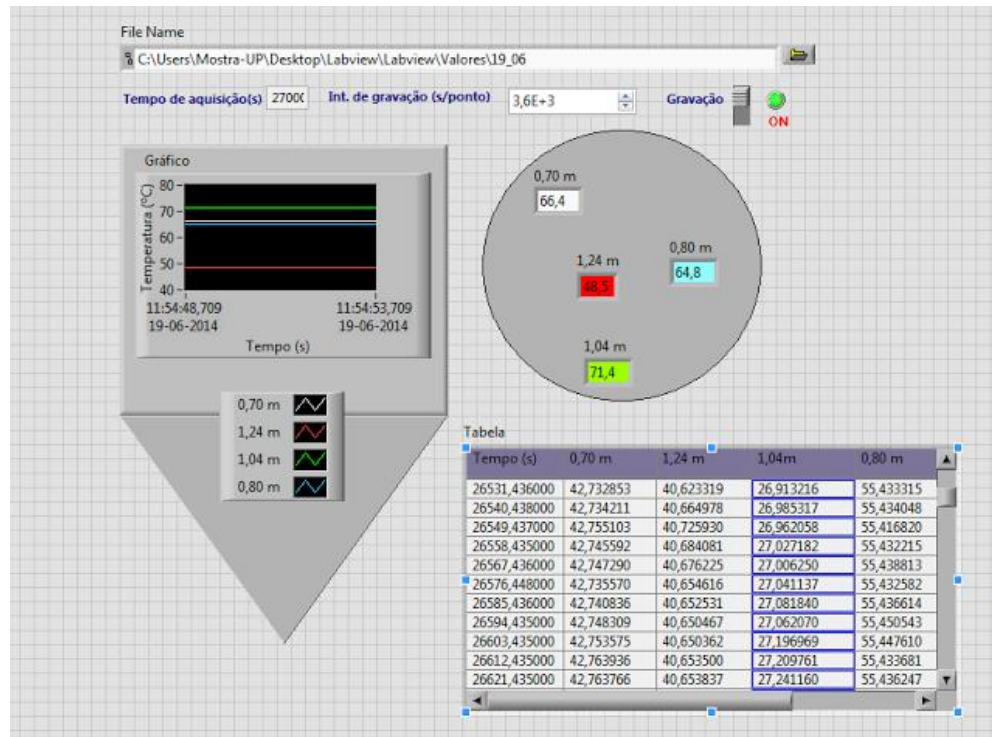 File Name
C:\Users\Mostra-UP\Desktop\Labview\Labview\Valores\19_06
Tempo de aquisição(s) 2700 Int. de gravação (s/ponto) 3,6E+3 Gravação
ON
Gráfico
Temperatura (ºC)
80
70
60
50
40
11:54:48,709 11:54:53,709
19-06-2014 19-06-2014
Tempo (s)
0,70 m
1,24 m
1,04 m
0,80 m
0,70 m
66,4
0,80 m
64,8
1,24 m
48,5
1,04 m
71,4
Tabela
Tempo (s) 0,70 m 1,24 m 1,04m 0,80 m
26531,436000 42,732853 40,623319 26,913216 55,433315
26540,438000 42,734211 40,664978 26,985317 55,434048
26549,437000 42,755103 40,725930 26,962058 55,416820
26558,435000 42,745592 40,684081 27,027182 55,432215
26567,436000 42,747290 40,676225 27,006250 55,438813
26576,448000 42,735570 40,654616 27,041137 55,432582
26585,436000 42,740836 40,652531 27,081840 55,436614
26594,435000 42,748309 40,650467 27,062070 55,450543
26603,435000 42,753575 40,650362 27,196969 55,447610
26612,435000 42,763936 40,653500 27,209761 55,433681
26621,435000 42,763766 40,653837 27,241160 55,436247